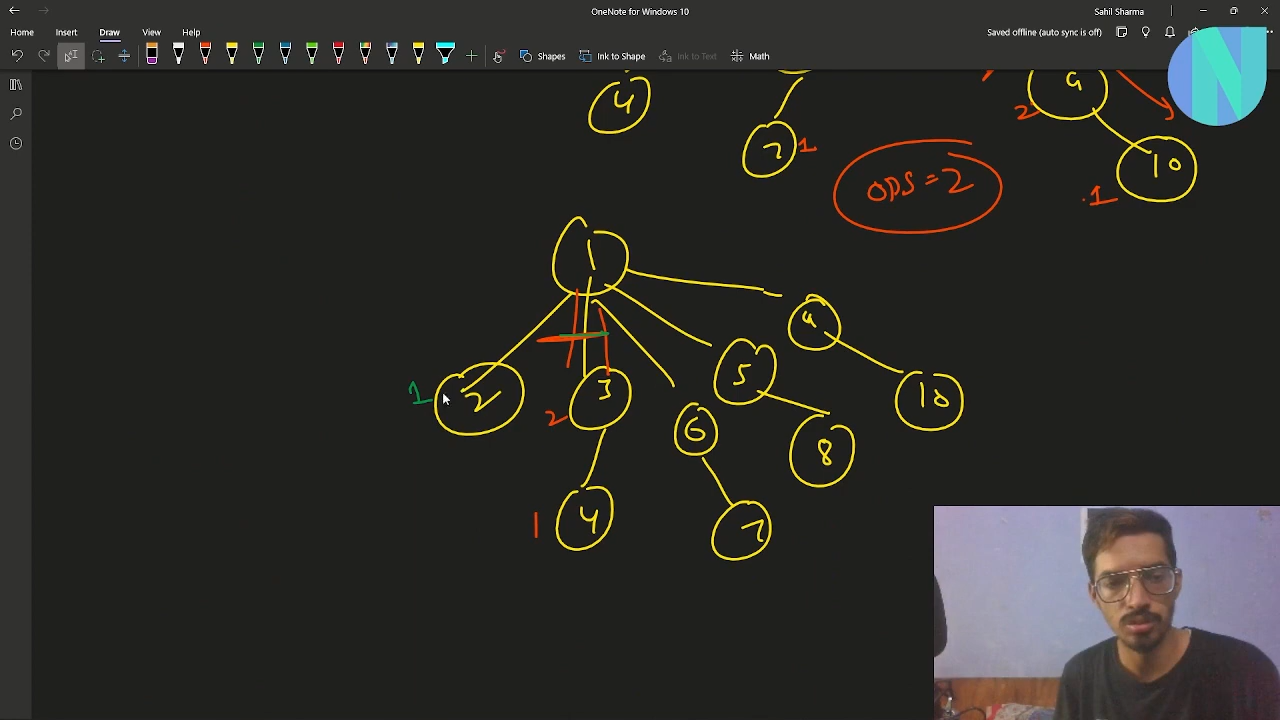 OneNote for Windows 10
Sahil Sharma
Home Insert Draw View Help
Saved offline (auto sync is off)
Shapes Ink to Shape Ink to Text Math
4
7 1
9
2
10
1
OPS = 2
1
9
1 2
2 3
5
10
6
8
1 4
7
N